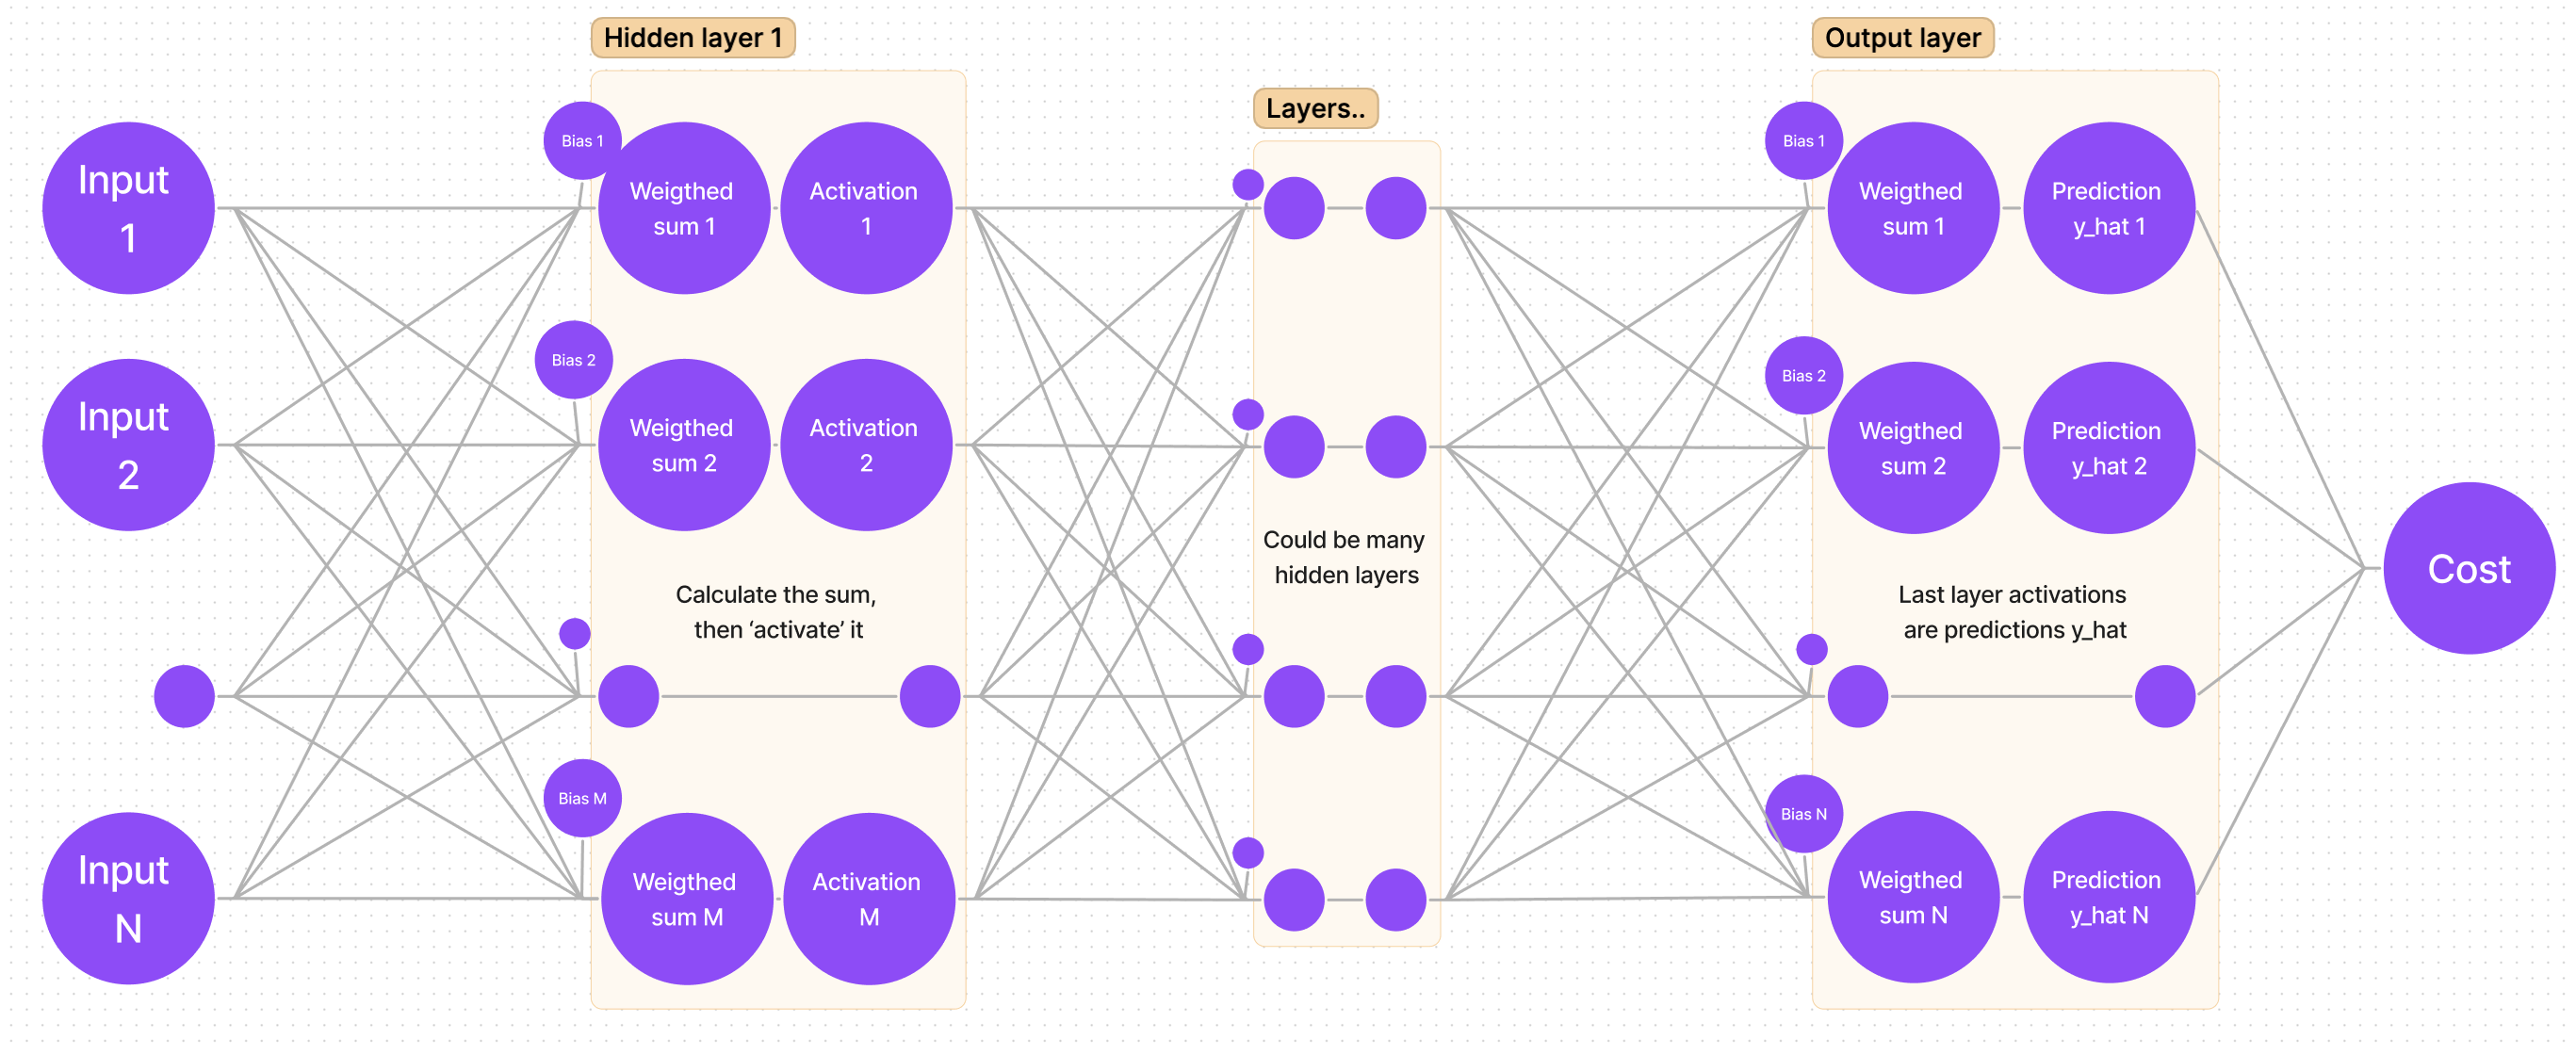 Hidden layer 1
Output layer
Layers..
Input
1
Bias 1
Weigthed
sum 1
Activation
1
Bias 1
Weigthed
sum 1
Prediction
y_hat 1
Input
2
Bias 2
Weigthed
sum 2
Activation
2
Bias 2
Weigthed
sum 2
Prediction
y_hat 2
Could be many
hidden layers
Calculate the sum,
then ‘activate’ it
Last layer activations
are predictions y_hat
Cost
Input
N
Bias M
Weigthed
sum M
Activation
M
Bias N
Weigthed
sum N
Prediction
y_hat N